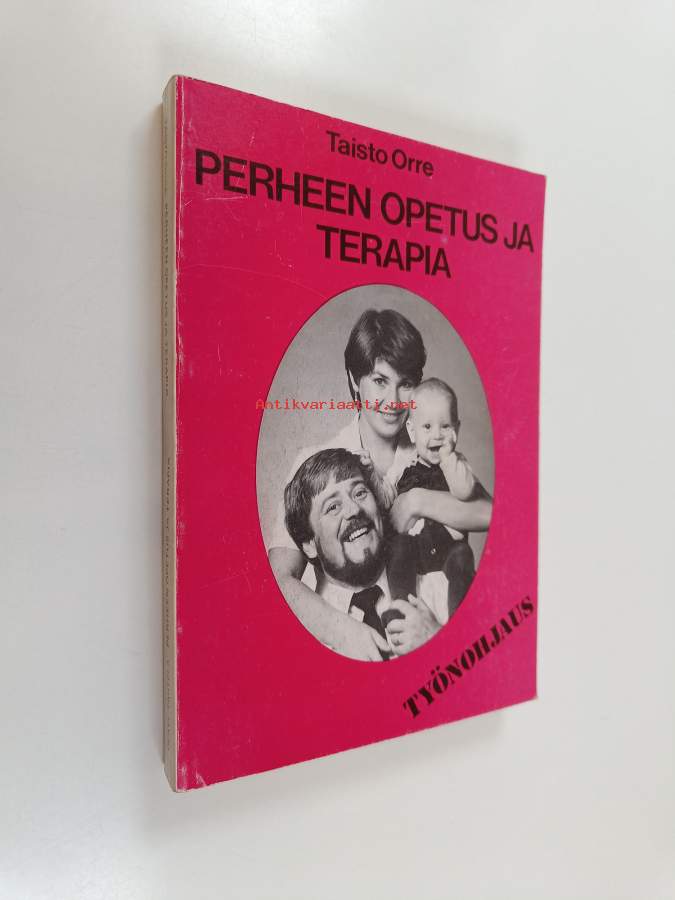 Taisto Orre
PERHEEN OPETUS JA
TERAPIA
Antikvariaatti.net
TYÖNOHJAUS